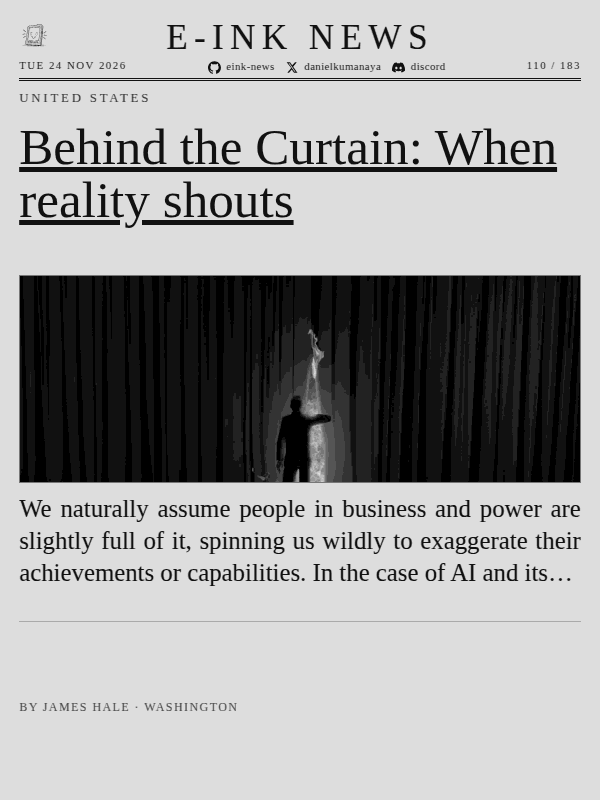 E-INK NEWS
TUE 24 NOV 2026
eink-news danielkumanaya discord
110 / 183
UNITED STATES
Behind the Curtain: When
reality shouts
We naturally assume people in business and power are
slightly full of it, spinning us wildly to exaggerate their
achievements or capabilities. In the case of AI and its…
BY JAMES HALE · WASHINGTON